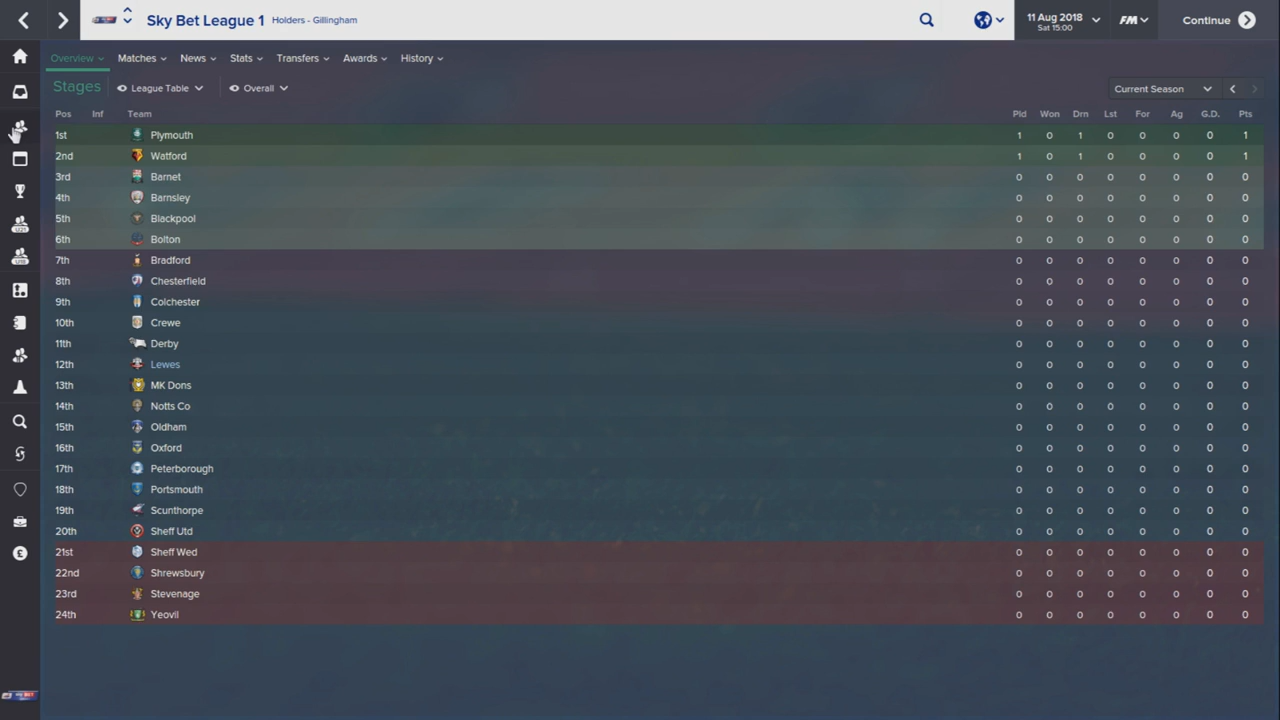 Sky Bet League 1 Holders - Gillingham 11 Aug 2018 FM Continue
Sat 15:00
Overview Matches News Stats Transfers Awards History
Stages League Table Overall Current Season
Pos Inf Team Pld Won Drn Lst For Ag G.D. Pts
1st Plymouth 1 0 1 0 0 0 0 1
2nd Watford 1 0 1 0 0 0 0 1
3rd Barnet 0 0 0 0 0 0 0 0
4th Barnsley 0 0 0 0 0 0 0 0
5th Blackpool 0 0 0 0 0 0 0 0
6th Bolton 0 0 0 0 0 0 0 0
7th Bradford 0 0 0 0 0 0 0 0
8th Chesterfield 0 0 0 0 0 0 0 0
9th Colchester 0 0 0 0 0 0 0 0
10th Crewe 0 0 0 0 0 0 0 0
11th Derby 0 0 0 0 0 0 0 0
12th Lewes 0 0 0 0 0 0 0 0
13th MK Dons 0 0 0 0 0 0 0 0
14th Notts Co 0 0 0 0 0 0 0 0
15th Oldham 0 0 0 0 0 0 0 0
16th Oxford 0 0 0 0 0 0 0 0
17th Peterborough 0 0 0 0 0 0 0 0
18th Portsmouth 0 0 0 0 0 0 0 0
19th Scunthorpe 0 0 0 0 0 0 0 0
20th Sheff Utd 0 0 0 0 0 0 0 0
21st Sheff Wed 0 0 0 0 0 0 0 0
22nd Shrewsbury 0 0 0 0 0 0 0 0
23rd Stevenage 0 0 0 0 0 0 0 0
24th Yeovil 0 0 0 0 0 0 0 0